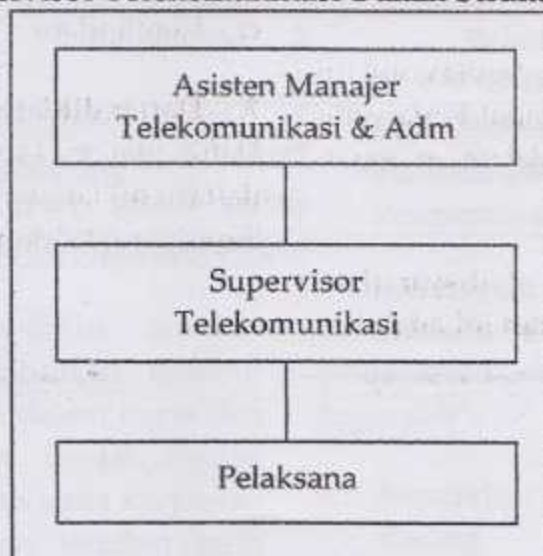 Asisten Manajer
Telekomunikasi & Adm
Supervisor
Telekomunikasi
Pelaksana